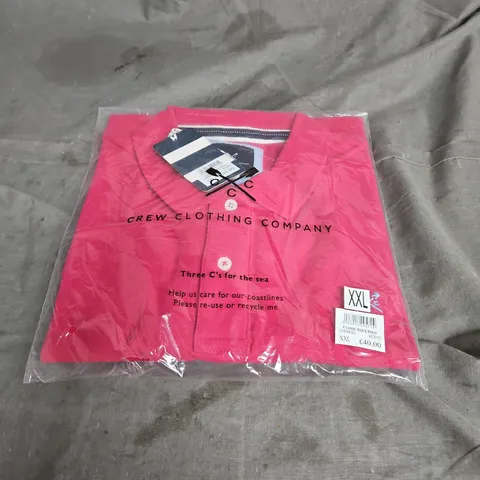 C C
C
CREW CLOTHING COMPANY
Three C's for the sea
Help us care for our coastlines
Please re-use or recycle me
XXL
XXL £40.00